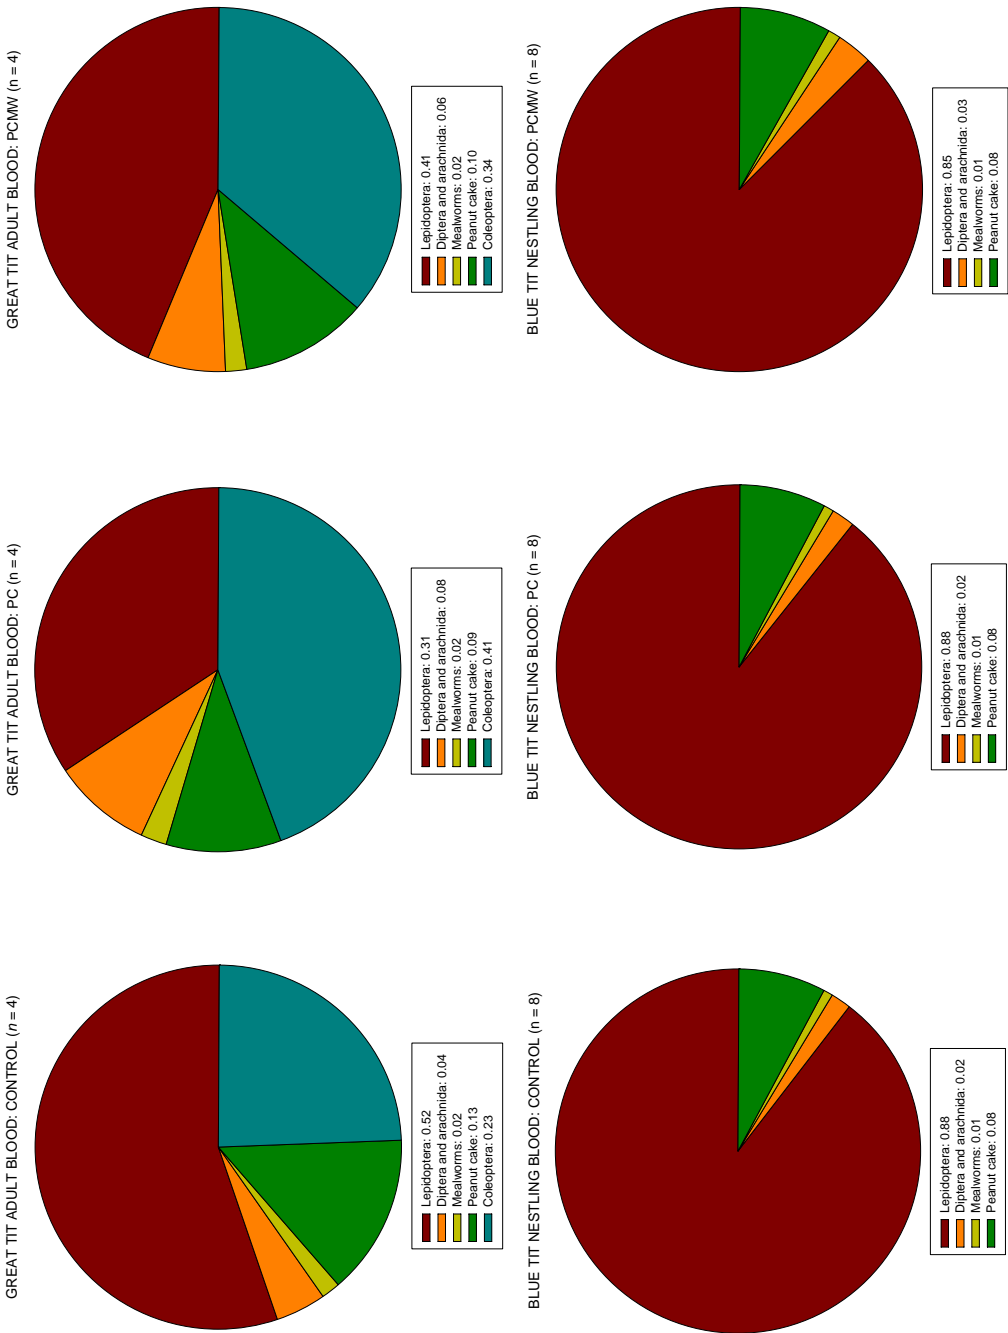 GREAT TIT ADULT BLOOD: CONTROL (n = 4)
Lepidoptera: 0.52
Diptera and arachnida: 0.04
Mealworms: 0.02
Peanut cake: 0.13
Coleoptera: 0.23
GREAT TIT ADULT BLOOD: PC (n = 4)
Lepidoptera: 0.31
Diptera and arachnida: 0.08
Mealworms: 0.02
Peanut cake: 0.09
Coleoptera: 0.41
GREAT TIT ADULT BLOOD: PCMW (n = 4)
Lepidoptera: 0.41
Diptera and arachnida: 0.06
Mealworms: 0.02
Peanut cake: 0.10
Coleoptera: 0.34
BLUE TIT NESTLING BLOOD: CONTROL (n = 8)
Lepidoptera: 0.88
Diptera and arachnida: 0.02
Mealworms: 0.01
Peanut cake: 0.08
BLUE TIT NESTLING BLOOD: PC (n = 8)
Lepidoptera: 0.88
Diptera and arachnida: 0.02
Mealworms: 0.01
Peanut cake: 0.08
BLUE TIT NESTLING BLOOD: PCMW (n = 8)
Lepidoptera: 0.85
Diptera and arachnida: 0.03
Mealworms: 0.01
Peanut cake: 0.08